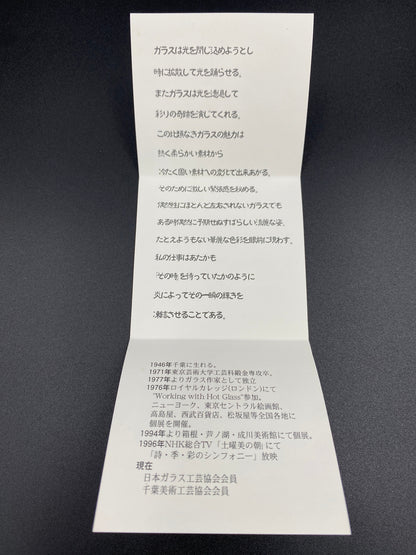 ガラスは光を閉じ込めようとし
時に拡散して光を踊らせる。
またガラスは光を透過して
彩りの奇跡を演じてくれる。
この比類なきガラスの魅力は
熱く柔らかい素材から
冷たく固い素材への変化で出来あがる。
そのために激しい緊張感を秘める。
偶然性にほとんど左右されないガラスでも
ある時偶然に予期せぬすばらしい流麗な姿、
たとえようもない華麗な色彩を眼前に現わす。
私の仕事はあたかも
その時を待っていたかのように
炎によってその一瞬の輝きを
凍結させることである。
1946年千葉に生れる。
1971年東京芸術大学工芸科鍛金専攻卒。
1977年よりガラス作家として独立
1976年ロイヤルカレッジ(ロンドン)にて
"Working with Hot Glass"参加。
ニューヨーク、東京セントラル絵画館、
高島屋、西武百貨店、松坂屋等全国各地に
個展を開催。
1994年より箱根・芦ノ湖・成川美術館にて個展。
1996年NHK総合TV「土曜美の朝」にて
「詩・季・彩のシンフォニー」放映
現在
日本ガラス工芸協会会員
千葉美術工芸協会会員